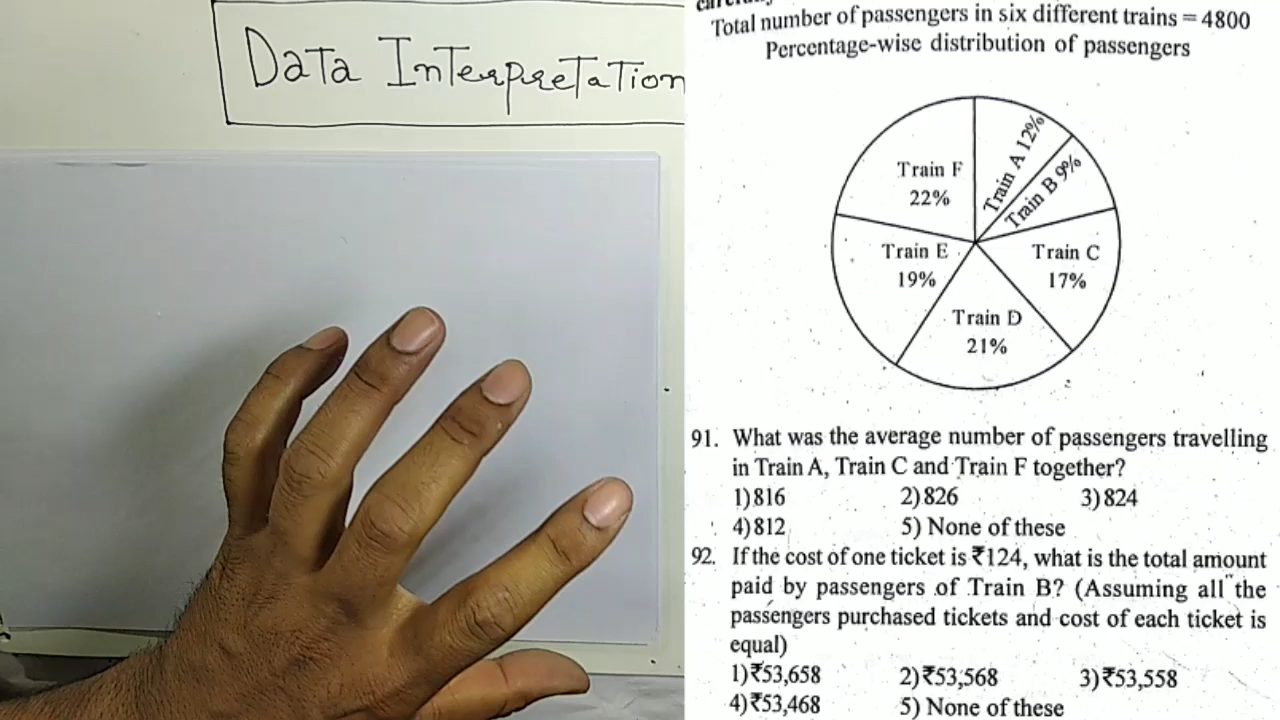 Data Interpretation
Total number of passengers in six different trains = 4800
Percentage-wise distribution of passengers
Train A 12%
Train B 9%
Train F
22%
Train E
19%
Train C
17%
Train D
21%
91. What was the average number of passengers travelling
in Train A, Train C and Train F together?
1) 816 2) 826 3) 824
4) 812 5) None of these
92. If the cost of one ticket is ₹124, what is the total amount
paid by passengers of Train B? (Assuming all the
passengers purchased tickets and cost of each ticket is
equal)
1) ₹53,658 2) ₹53,568 3) ₹53,558
4) ₹53,468 5) None of these